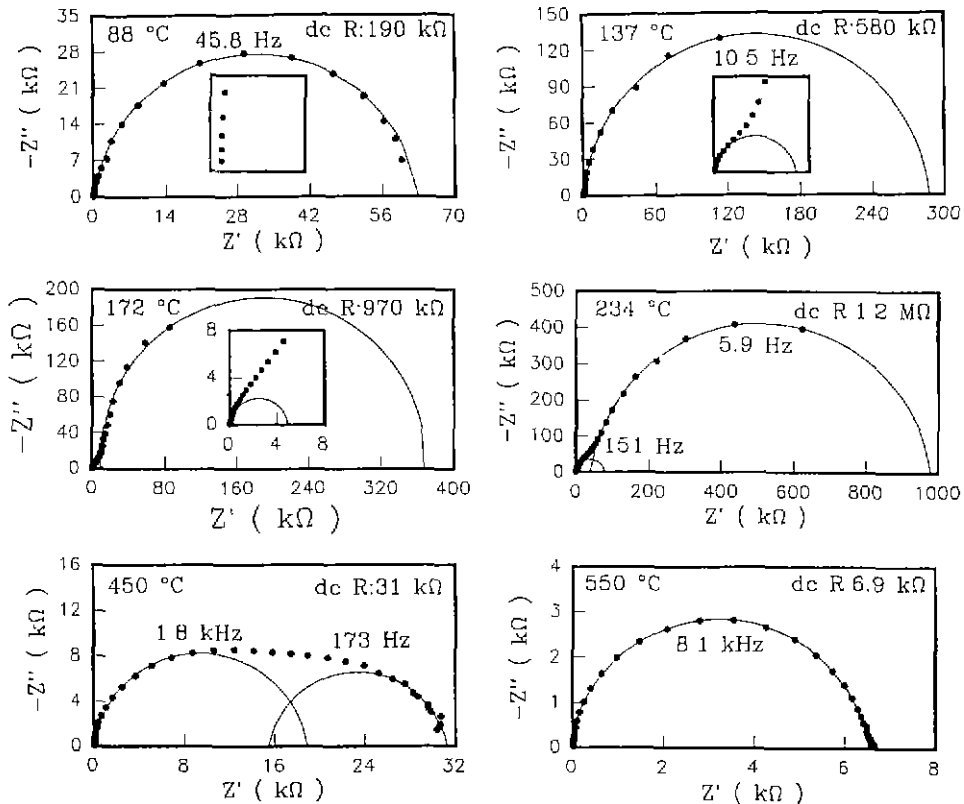 88 °C
dc R:190 kΩ
45.8 Hz
35
28
21
14
7
0
-Z'' ( kΩ )
0 14 28 42 56 70
Z' ( kΩ )
137 °C
dc R:580 kΩ
10 5 Hz
150
120
90
60
30
0
-Z'' ( kΩ )
0 60 120 180 240 300
Z' ( kΩ )
172 °C
dc R:970 kΩ
200
160
120
80
40
0
-Z'' ( kΩ )
8
4
0
0 4 8
0 80 160 240 320 400
Z' ( kΩ )
234 °C
dc R 1 2 MΩ
5.9 Hz
151 Hz
500
400
300
200
100
0
-Z'' ( kΩ )
0 200 400 600 800 1000
Z' ( kΩ )
450 °C
dc R:31 kΩ
1 8 kHz
173 Hz
16
12
8
4
0
-Z'' ( kΩ )
0 8 16 24 32
Z' ( kΩ )
550 °C
dc R 6.9 kΩ
8 1 kHz
4
3
2
1
0
-Z'' ( kΩ )
0 2 4 6 8
Z' ( kΩ )